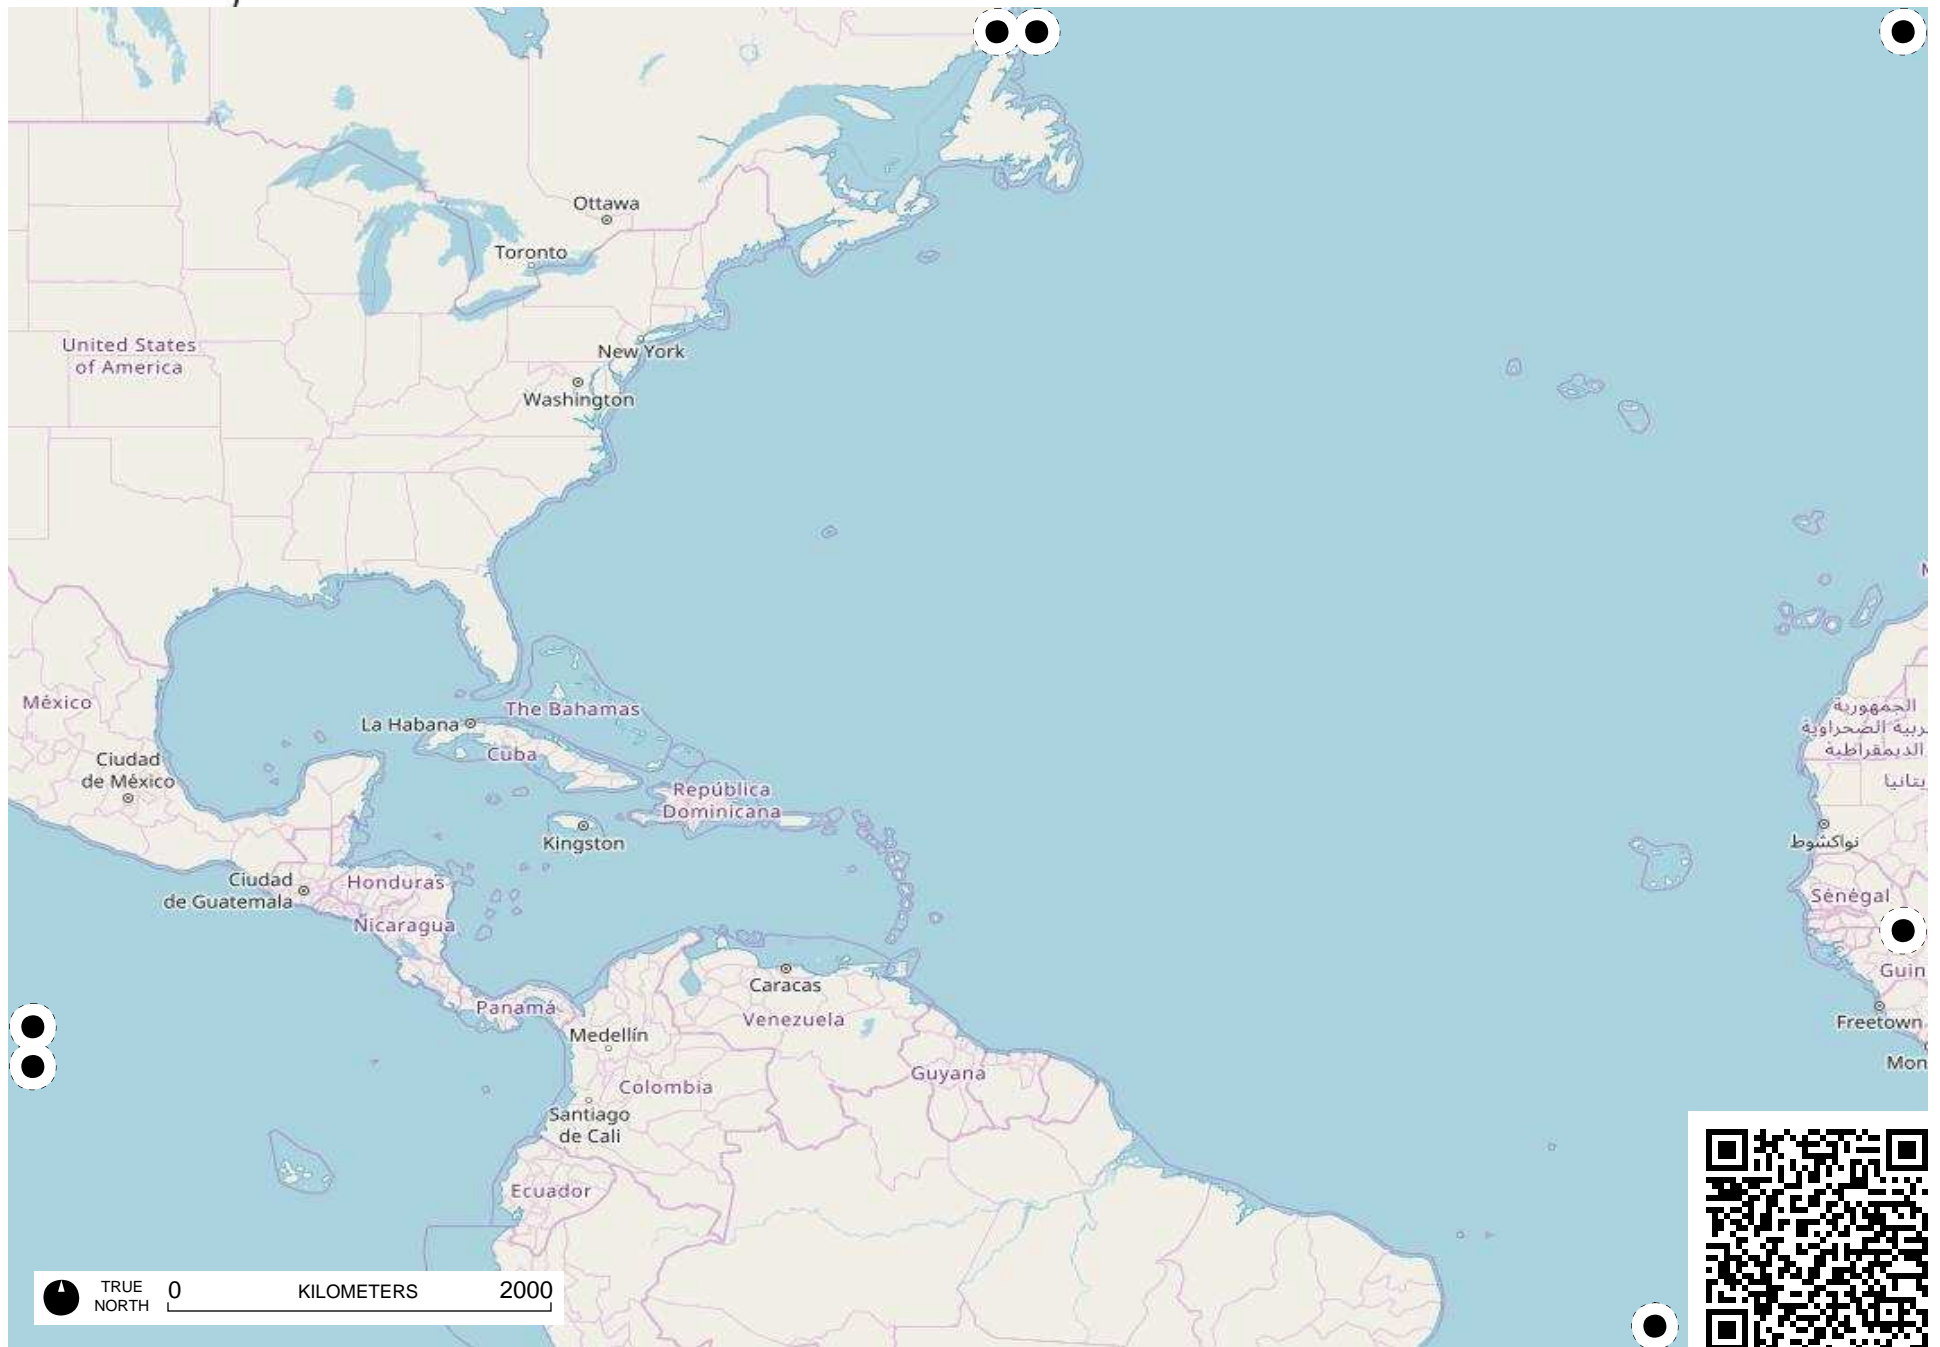 Ottawa
Toronto
United States
of America
New York
Washington
México
La Habana
The Bahamas
Cuba
Ciudad
de México
República
Dominicana
Kingston
Ciudad
de Guatemala
Honduras
Nicaragua
Caracas
Panamá
Venezuela
Medellín
Guyana
Colombia
Santiago
de Cali
Ecuador
الجمهورية
الديمقراطية
نواكشوط
Sénégal
Guin
Freetown
Mon
TRUE
NORTH
0 KILOMETERS 2000